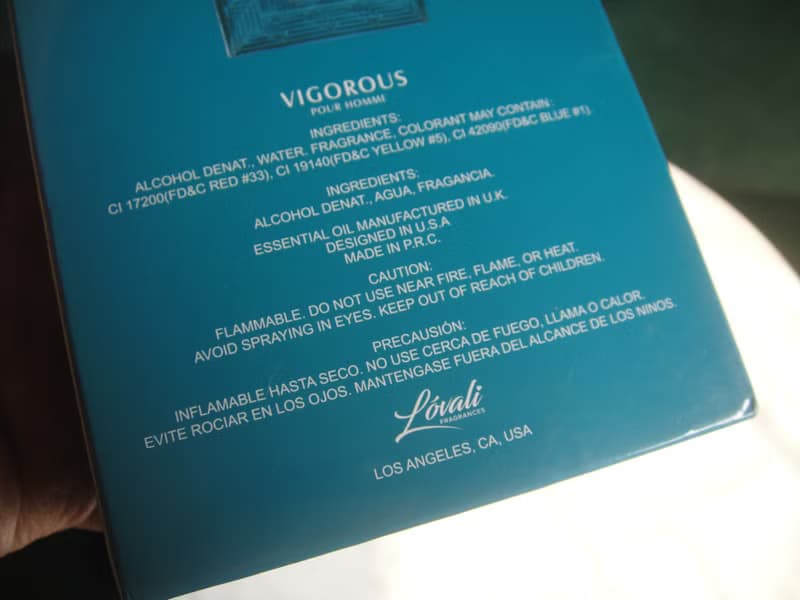 VIGOROUS
POUR HOMME
INGREDIENTS:
ALCOHOL DENAT., WATER. FRAGRANCE, COLORANT MAY CONTAIN:
CI 17200(FD&C RED #33), CI 19140(FD&C YELLOW #5), CI 42090(FD&C BLUE #1)
INGREDIENTS:
ALCOHOL DENAT., AGUA, FRAGANCIA.
ESSENTIAL OIL MANUFACTURED IN U.K.
DESIGNED IN U.S.A
MADE IN P.R.C.
CAUTION:
FLAMMABLE. DO NOT USE NEAR FIRE, FLAME, OR HEAT.
AVOID SPRAYING IN EYES. KEEP OUT OF REACH OF CHILDREN.
PRECAUSIÓN:
INFLAMABLE HASTA SECO. NO USE CERCA DE FUEGO, LLAMA O CALOR.
EVITE ROCIAR EN LOS OJOS. MANTENGASE FUERA DEL ALCANCE DE LOS NINOS.
Lóvali
FRAGRANCES
LOS ANGELES, CA, USA